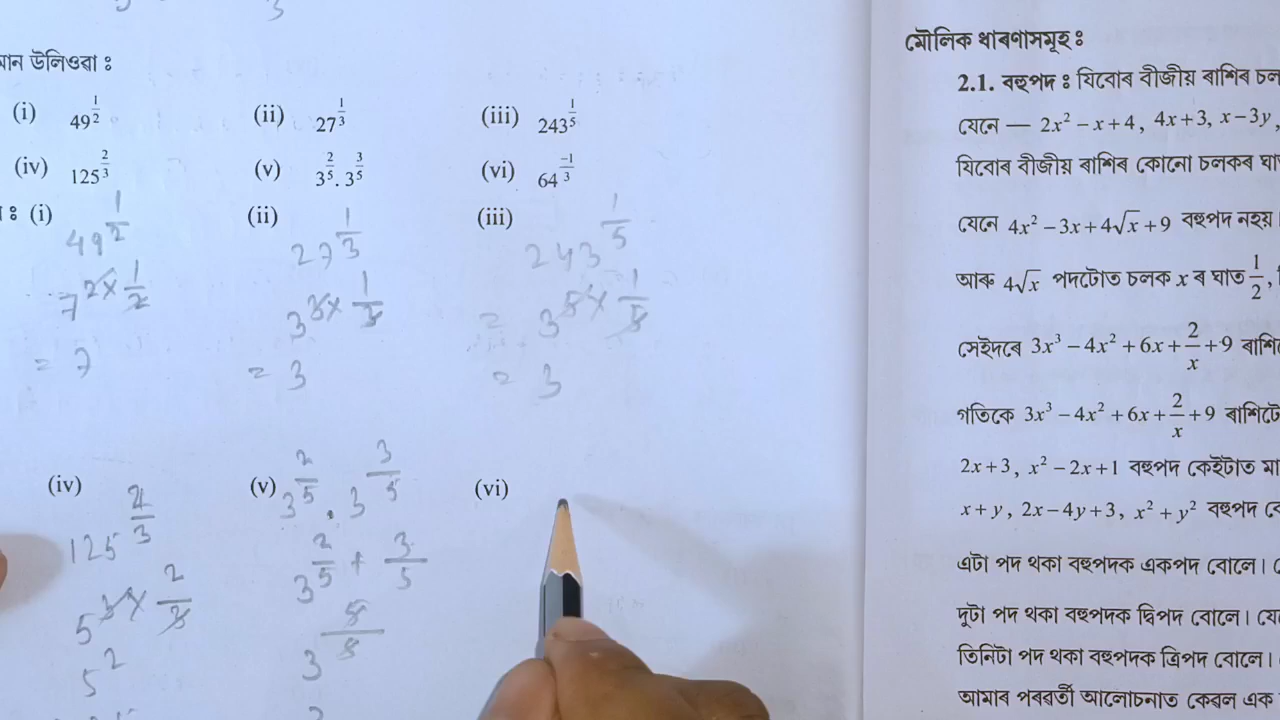 মান উলিওৱা ঃ
(i) 49^{1/2} (ii) 27^{1/3} (iii) 243^{1/5}
(iv) 125^{2/3} (v) 3^{2/5}. 3^{3/5} (vi) 64^{-1/3}
ঃ (i) (ii) (iii)
49^{1/2} 27^{1/3} 243^{1/5}
7^{2×1/2} 3^{3×1/3} = 3^{5×1/5}
= 7 = 3 = 3
(iv) (v) 3^{2/5} . 3^{3/5} (vi)
125^{2/3} 3^{2/5 + 3/5}
5^{3×2/3} 3^{5/5}
5^2
মৌলিক ধাৰণাসমূহ ঃ
2.1. বহুপদ ঃ যিবোৰ বীজীয় ৰাশিৰ চল
যেনে — 2x² − x + 4, 4x + 3, x − 3y,
যিবোৰ বীজীয় ৰাশিৰ কোনো চলকৰ ঘা
যেনে 4x² − 3x + 4√x + 9 বহুপদ নহয়
আৰু 4√x পদটোত চলক x ৰ ঘাত 1/2,
সেইদৰে 3x³ − 4x² + 6x + 2/x + 9 ৰাশি
গতিকে 3x³ − 4x² + 6x + 2/x + 9 ৰাশিটে
2x + 3, x² − 2x + 1 বহুপদ কেইটাত মা
x + y, 2x − 4y + 3, x² + y² বহুপদ কে
এটা পদ থকা বহুপদক একপদ বোলে।
দুটা পদ থকা বহুপদক দ্বিপদ বোলে। যে
তিনিটা পদ থকা বহুপদক ত্ৰিপদ বোলে।
আমাৰ পৰৱৰ্তী আলোচনাত কেৱল এক